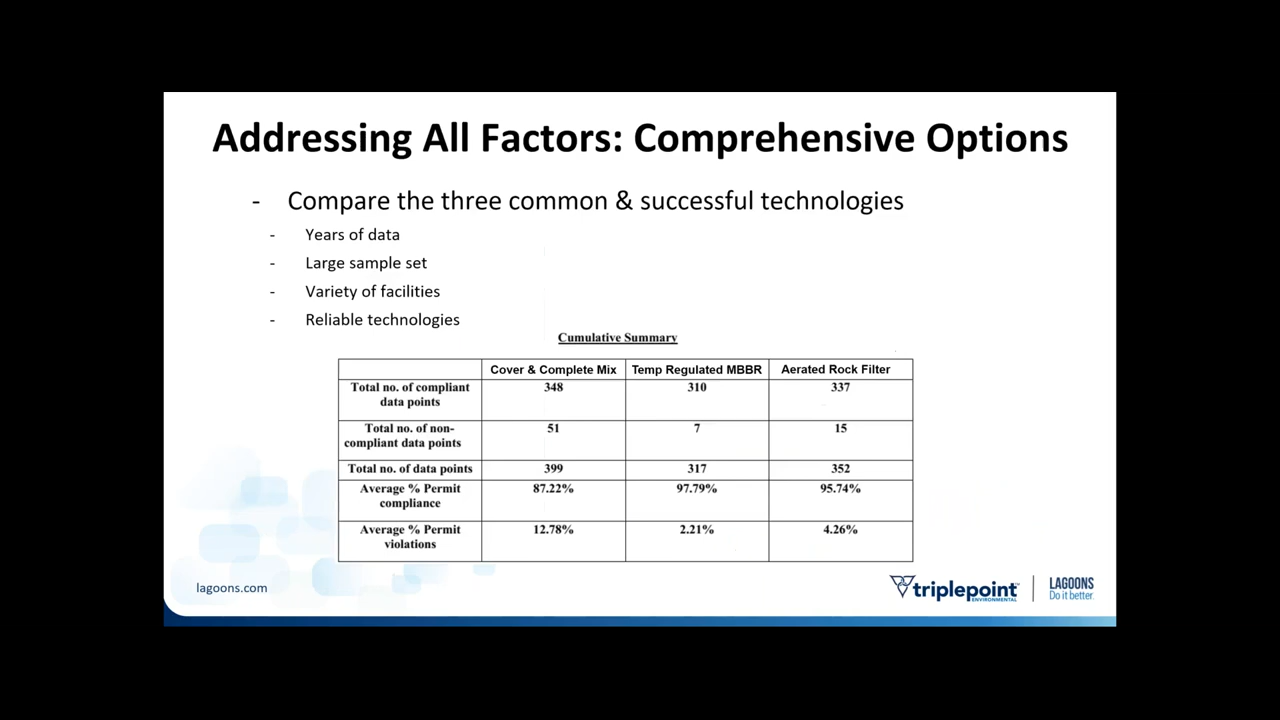 Addressing All Factors: Comprehensive Options
- Compare the three common & successful technologies
- Years of data
- Large sample set
- Variety of facilities
- Reliable technologies
Cumulative Summary
Cover & Complete Mix Temp Regulated MBBR Aerated Rock Filter
Total no. of compliant 348 310 337
data points
Total no. of non- 51 7 15
compliant data points
Total no. of data points 399 317 352
Average % Permit 87.22% 97.79% 95.74%
compliance
Average % Permit 12.78% 2.21% 4.26%
violations
lagoons.com
triplepoint™
ENVIRONMENTAL
LAGOONS
Do it better.